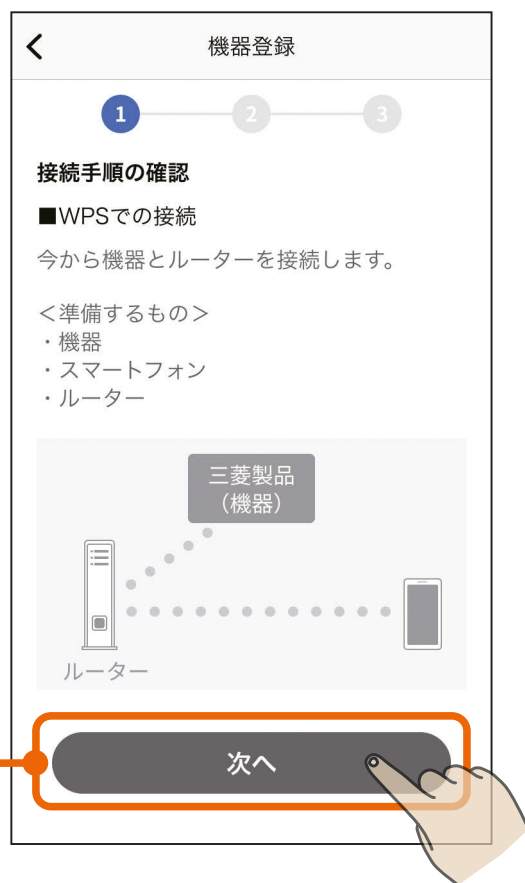 機器登録
1 2 3
接続手順の確認
■WPSでの接続
今から機器とルーターを接続します。
＜準備するもの＞
・機器
・スマートフォン
・ルーター
三菱製品
（機器）
ルーター
次へ